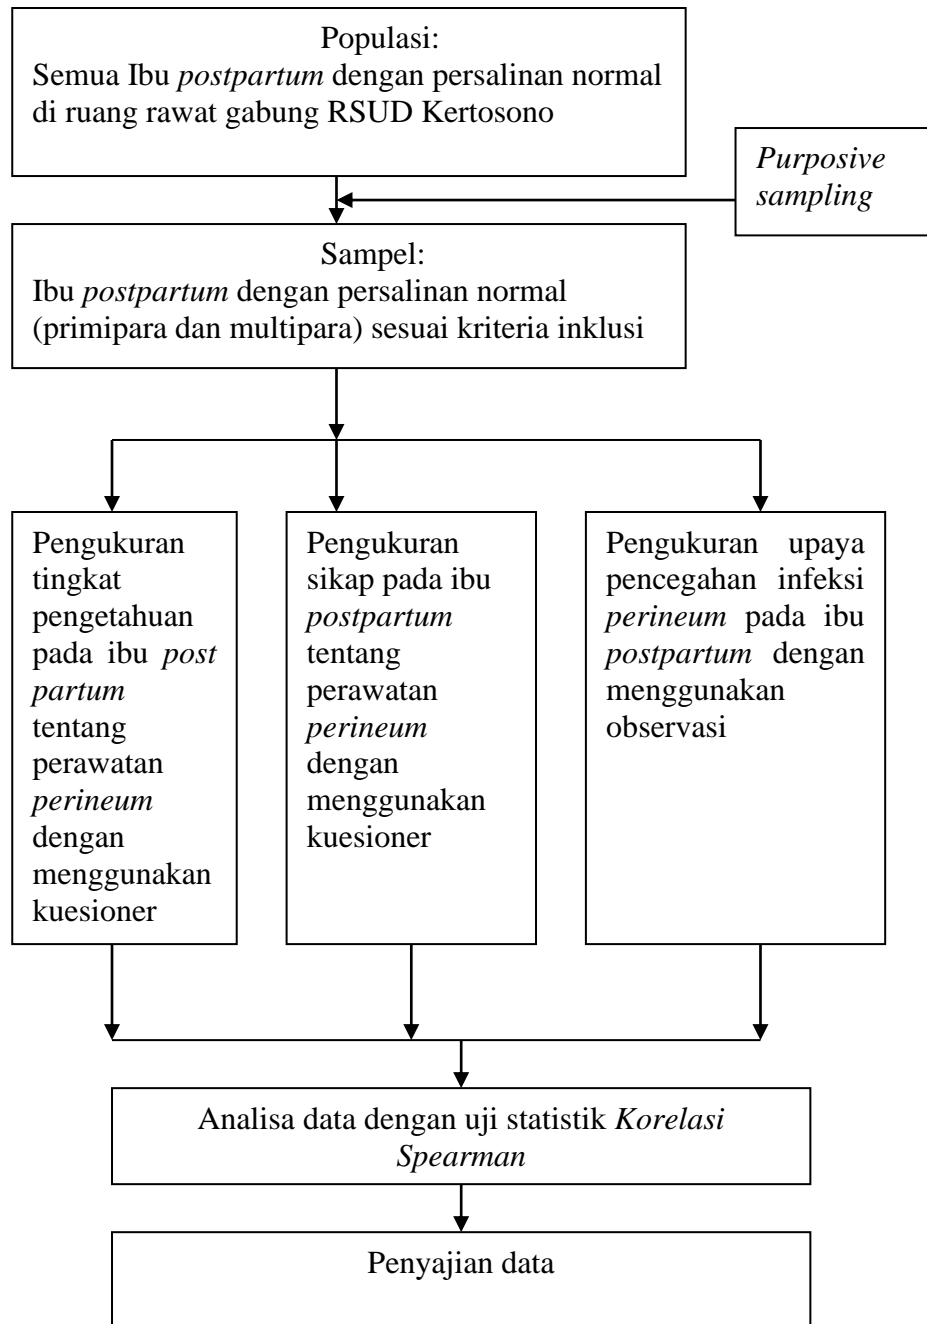 Populasi:
Semua Ibu postpartum dengan persalinan normal
di ruang rawat gabung RSUD Kertosono
Purposive
sampling
Sampel:
Ibu postpartum dengan persalinan normal
(primipara dan multipara) sesuai kriteria inklusi
Pengukuran
tingkat
pengetahuan
pada ibu post
partum
tentang
perawatan
perineum
dengan
menggunakan
kuesioner
Pengukuran
sikap pada ibu
postpartum
tentang
perawatan
perineum
dengan
menggunakan
kuesioner
Pengukuran upaya
pencegahan infeksi
perineum pada ibu
postpartum dengan
menggunakan
observasi
Analisa data dengan uji statistik Korelasi
Spearman
Penyajian data